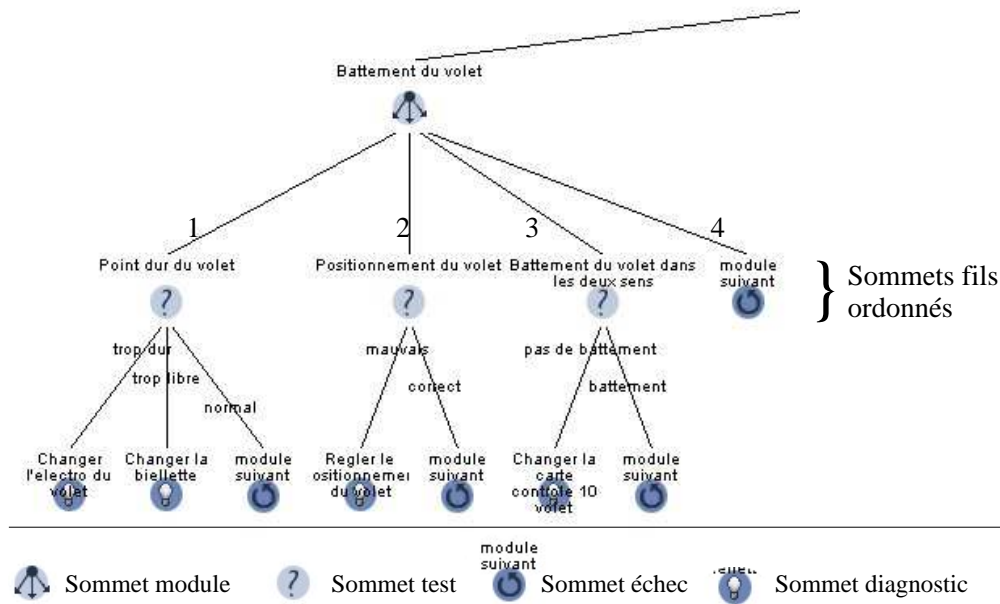 Battement du volet
1
2
3
4
Point dur du volet
Positionnement du volet
Battement du volet dans
les deux sens
module
suivant
}
Sommets fils
ordonnés
trop dur
trop libre
normal
mauvais
correct
pas de battement
battement
Changer
l'electro du
volet
Changer la
biellette
module
suivant
Regler le
ositionnemer
du volet
module
suivant
Changer la
carte
controle 10
volet
module
suivant
Sommet module
? Sommet test
module
suivant
Sommet échec
Sommet diagnostic